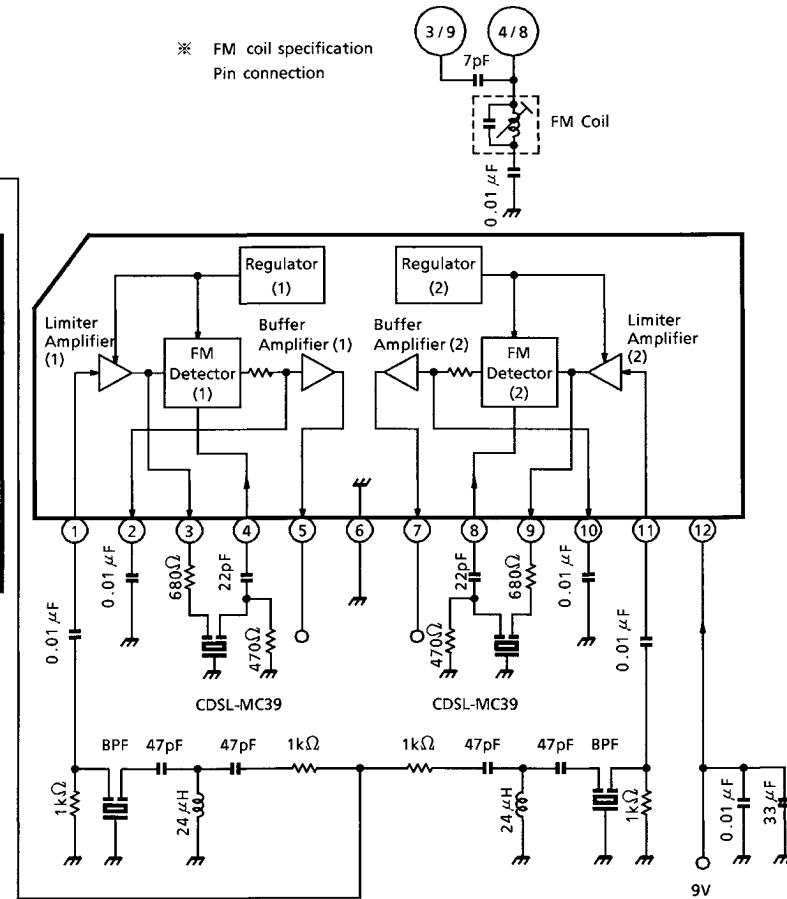 3/9
4/8
※ FM coil specification
Pin connection
7pF
FM Coil
0.01 μF
Regulator
(1)
Regulator
(2)
Limiter
Amplifier
(1)
FM
Detector
(1)
Buffer
Amplifier (1)
Buffer
Amplifier (2)
FM
Detector
(2)
Limiter
Amplifier
(2)
1
2
3
4
5
6
7
8
9
10
11
12
0.01 μF
0.01 μF
680Ω
22pF
470Ω
22pF
470Ω
680Ω
0.01 μF
0.01 μF
CDSL-MC39
CDSL-MC39
BPF
47pF
47pF
1kΩ
1kΩ
47pF
47pF
BPF
1kΩ
24 μH
24 μH
1kΩ
0.01 μF
33 μF
9V